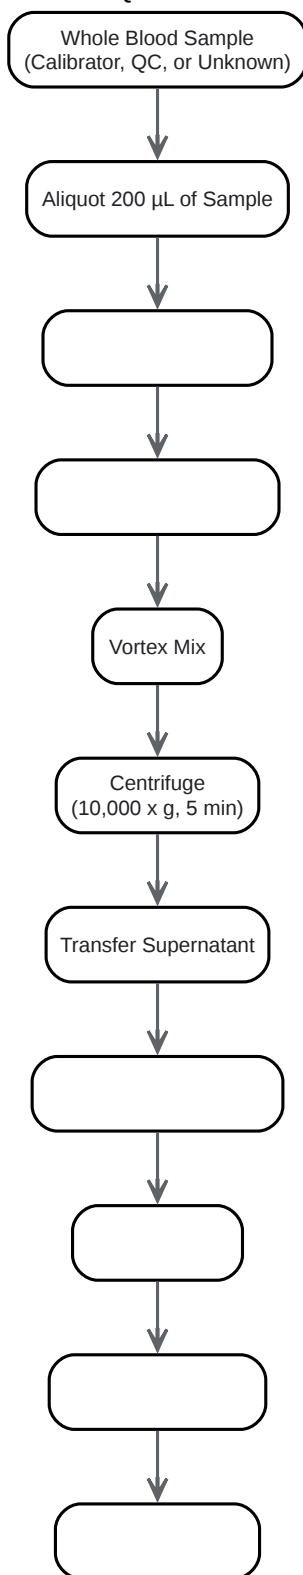 Whole Blood Sample
(Calibrator, QC, or Unknown)
Aliquot 200 µL of Sample
Vortex Mix
Centrifuge
(10,000 x g, 5 min)
Transfer Supernatant